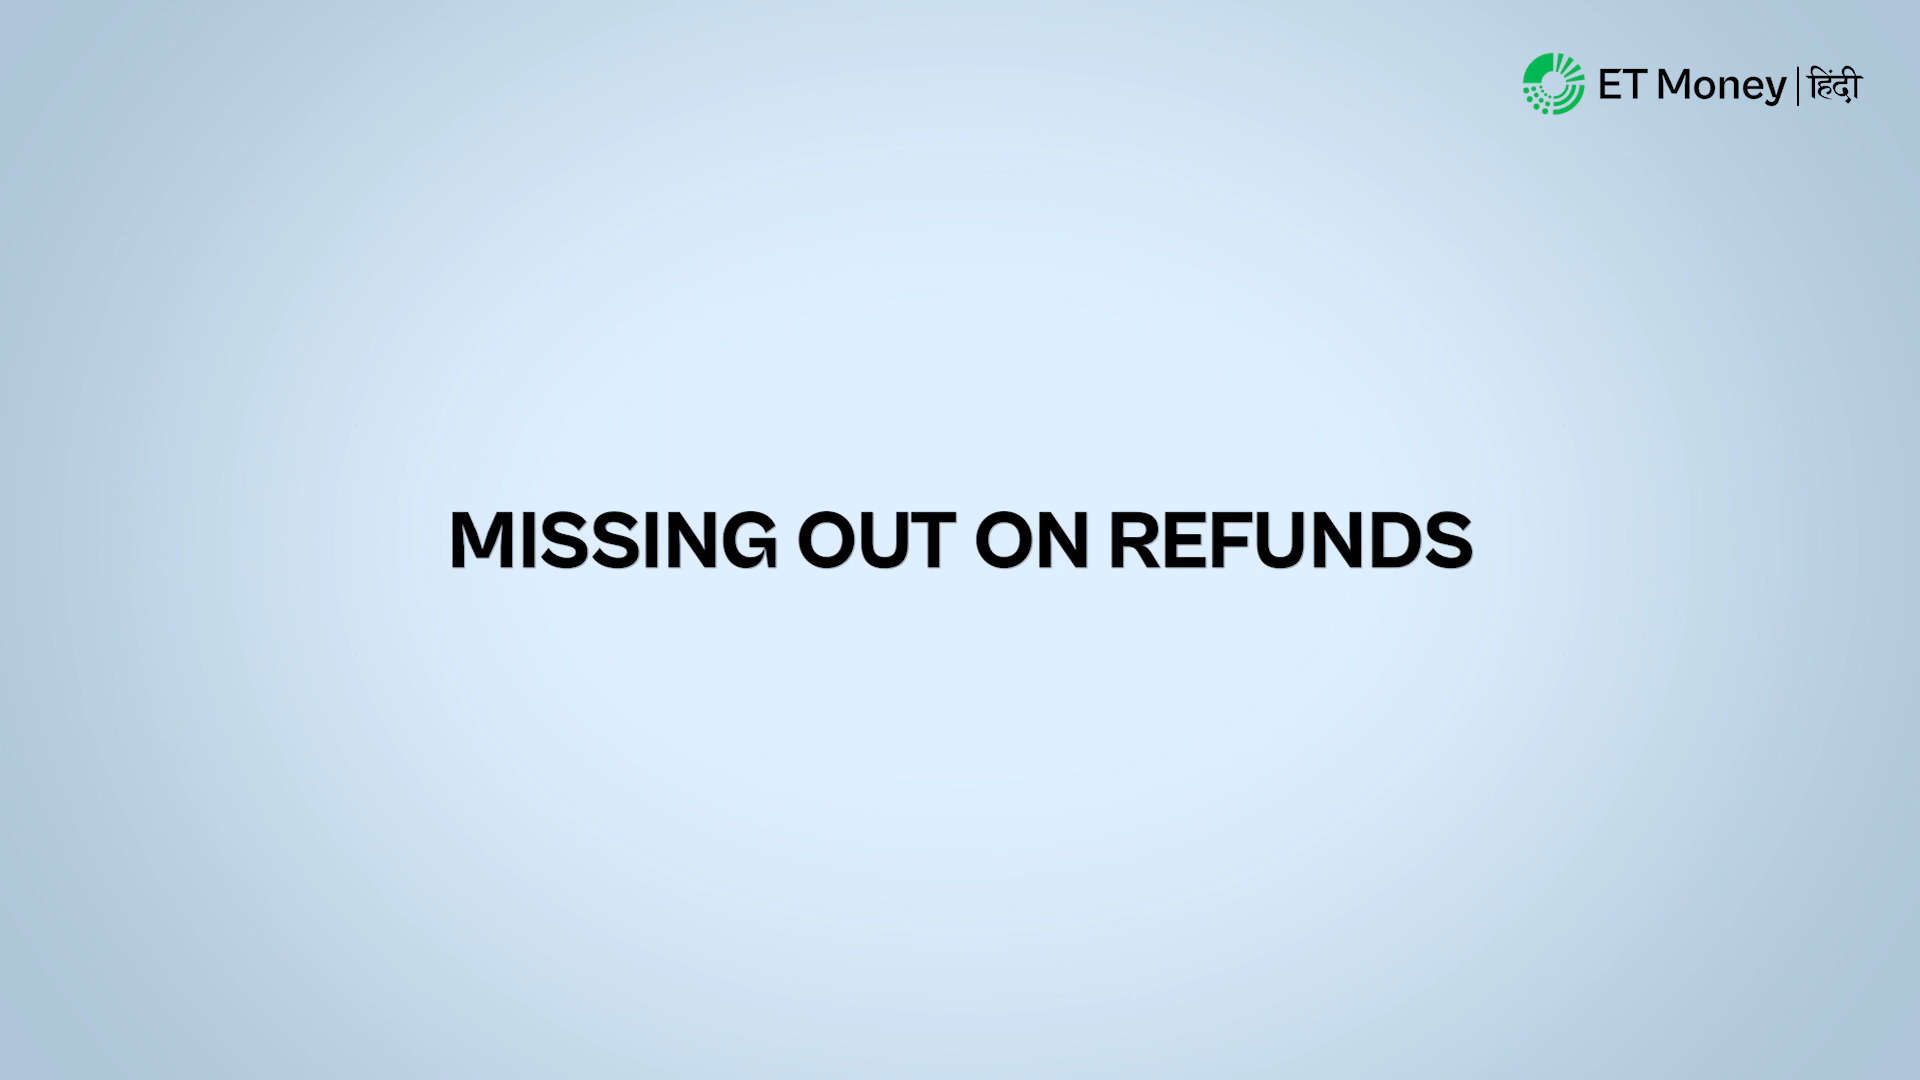 ET Money | हिंदी
MISSING OUT ON REFUNDS